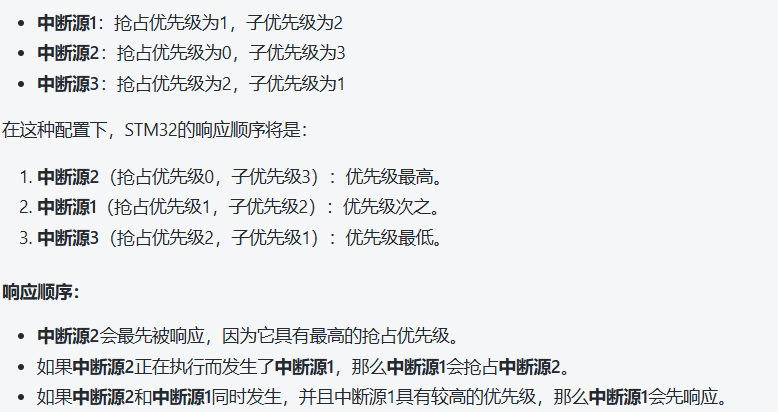 • 中断源1：抢占优先级为1，子优先级为2
• 中断源2：抢占优先级为0，子优先级为3
• 中断源3：抢占优先级为2，子优先级为1
在这种配置下，STM32的响应顺序将是：
1. 中断源2（抢占优先级0，子优先级3）：优先级最高。
2. 中断源1（抢占优先级1，子优先级2）：优先级次之。
3. 中断源3（抢占优先级2，子优先级1）：优先级最低。
响应顺序：
• 中断源2会最先被响应，因为它具有最高的抢占优先级。
• 如果中断源2正在执行而发生了中断源1，那么中断源1会抢占中断源2。
• 如果中断源2和中断源1同时发生，并且中断源1具有较高的优先级，那么中断源1会先响应。